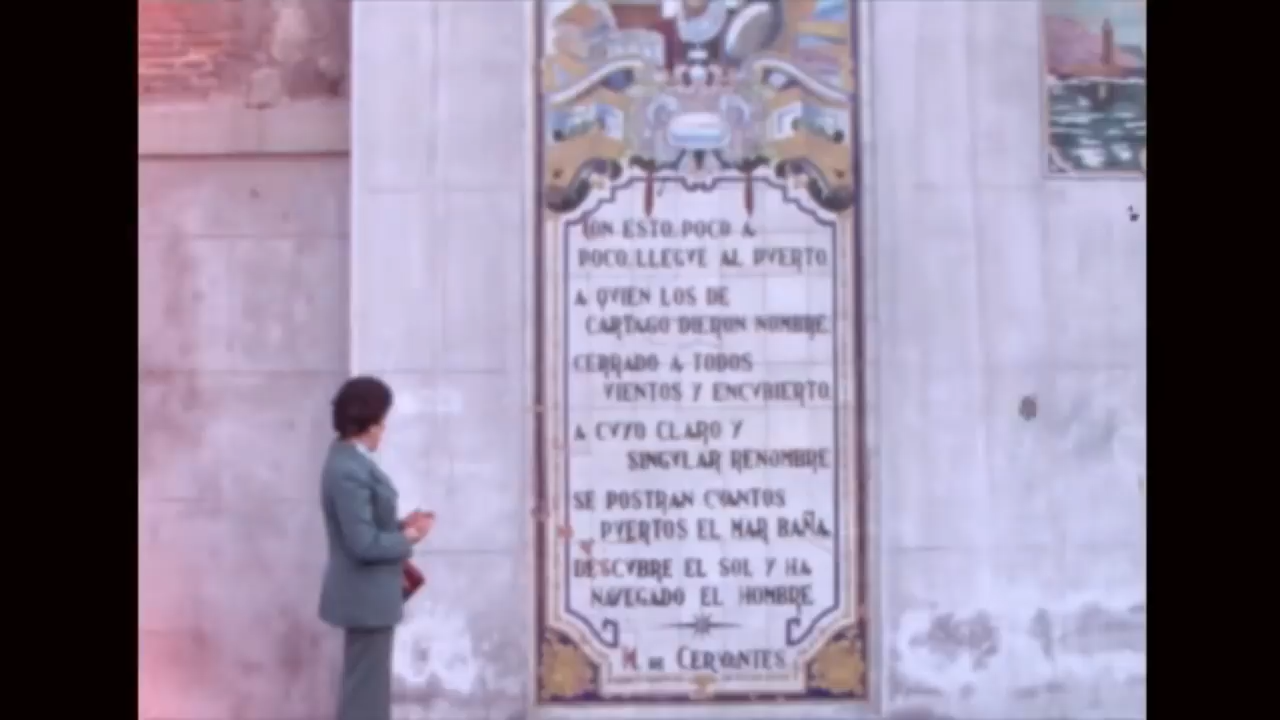 CON ESTO POCO A
POCO LLEGVE AL PVERTO
A QVIEN LOS DE
CARTAGO DIERON NOMBRE
CERRADO A TODOS
VIENTOS Y ENCVBIERTO
A CVYO CLARO Y
SINGVLAR RENOMBRE
SE POSTRAN CVANTOS
PVERTOS EL MAR BAÑA
DESCVBRE EL SOL Y HA
NAVEGADO EL HOMBRE
M. DE CERVANTES